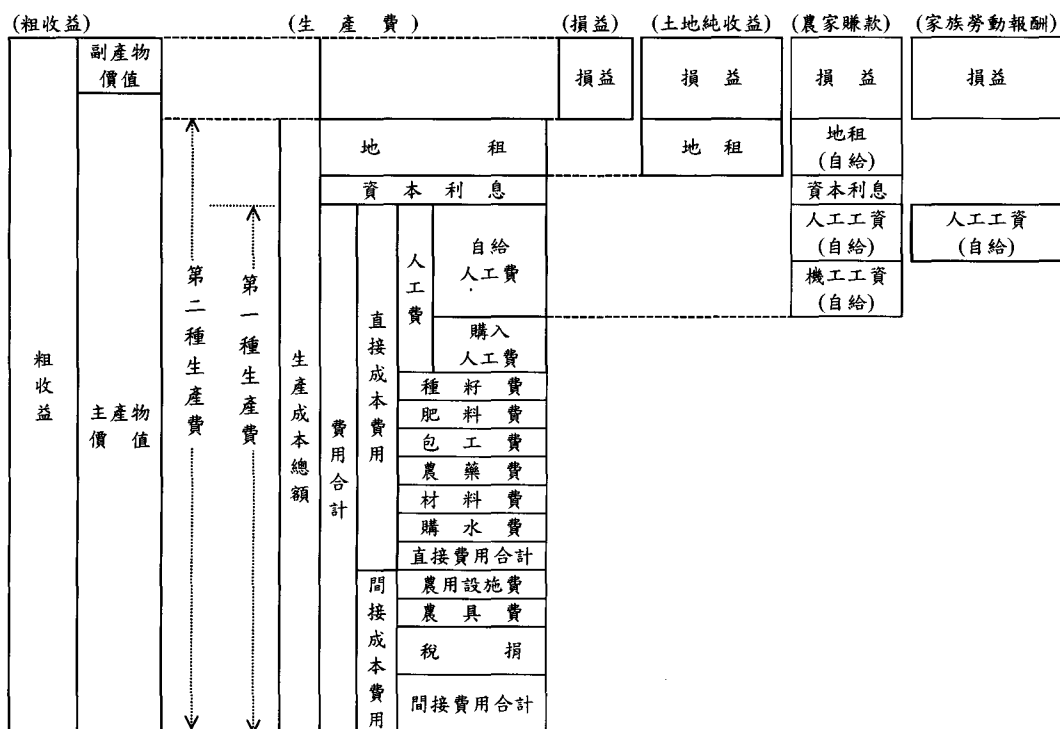 (粗收益)
(生產費)
(損益)
(土地純收益)
(農家賺款)
(家族勞動報酬)
粗收益
副產物
價值
主產物
價值
第二種生產費
第一種生產費
生產成本總額
地租
資本利息
費用合計
直接成本費用
人工費
自給
人工費
購入
人工費
種籽費
肥料費
包工費
農藥費
材料費
購水費
直接費用合計
間接成本費用
農用設施費
農具費
稅捐
間接費用合計
損益
損益
地租
損益
地租
(自給)
資本利息
人工工資
(自給)
機工工資
(自給)
損益
人工工資
(自給)